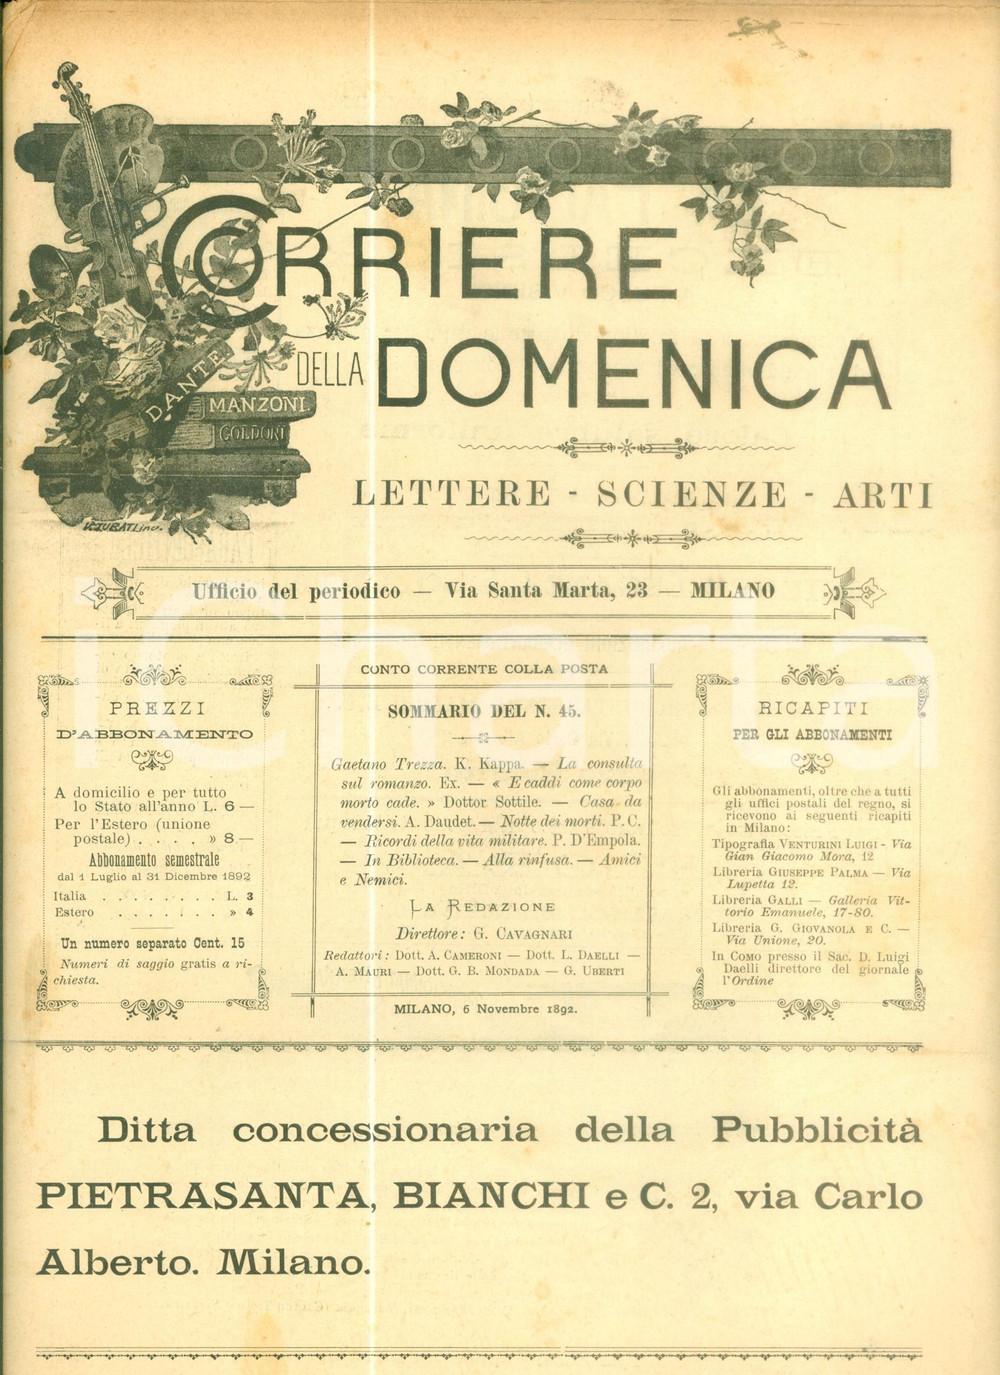 CORRIERE
DELLA DOMENICA
DANTE
MANZONI
GOLDONI
LETTERE - SCIENZE - ARTI
Ufficio del periodico — Via Santa Marta, 23 — MILANO
PREZZI
D'ABBONAMENTO
A domicilio e per tutto
lo Stato all'anno L. 6 —
Per l'Estero (unione
postale) . . . . » 8 —
Abbonamento semestrale
dal 1 Luglio al 31 Dicembre 1892
Italia . . . . . . . . L. 3
Estero . . . . . . . » 4
Un numero separato Cent. 15
Numeri di saggio gratis a ri-
chiesta.
CONTO CORRENTE COLLA POSTA
SOMMARIO DEL N. 45.
Gaetano Trezza. K. Kappa. — La consulta
sul romanzo. Ex. — « E caddi come corpo
morto cade. » Dottor Sottile. — Casa da
vendersi. A. Daudet. — Notte dei morti. P. C.
— Ricordi della vita militare. P. D'Empola.
— In Biblioteca. — Alla rinfusa. — Amici
e Nemici.
LA REDAZIONE
Direttore: G. CAVAGNARI
Redattori: Dott. A. CAMERONI — Dott. L. DAELLI —
A. MAURI — Dott. G. B. MONDADA — G. UBERTI
MILANO, 6 Novembre 1892.
RICAPITI
PER GLI ABBONAMENTI
Gli abbonamenti, oltre che a tutti
gli uffici postali del regno, si
ricevono ai seguenti ricapiti
in Milano:
Tipografia VENTURINI LUIGI - Via
Gian Giacomo Mora, 12
Libreria GIUSEPPE PALMA — Via
Lupetta 12.
Libreria GALLI — Galleria Vit-
torio Emanuele, 17-80.
Libreria G. GIOVANOLA E C. —
Via Unione, 20.
In COMO presso il Sac. D. Luigi
Daelli direttore del giornale
l'Ordine
Ditta concessionaria della Pubblicità
PIETRASANTA, BIANCHI e C. 2, via Carlo
Alberto. Milano.
iCharta